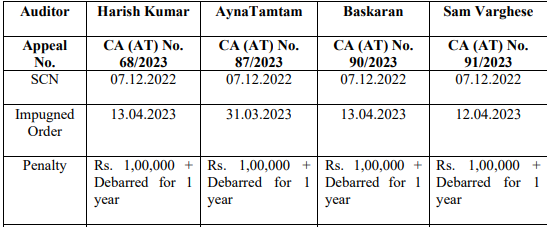 Auditor Harish Kumar AynaTamtam Baskaran Sam Varghese
Appeal CA (AT) No. CA (AT) No. CA (AT) No. CA (AT) No.
No. 68/2023 87/2023 90/2023 91/2023
SCN 07.12.2022 07.12.2022 07.12.2022 07.12.2022
Impugned 13.04.2023 31.03.2023 13.04.2023 12.04.2023
Order
Penalty Rs. 1,00,000 + Rs. 1,00,000 + Rs. 1,00,000 + Rs. 1,00,000 +
Debarred for 1 Debarred for 1 Debarred for 1 Debarred for 1
year year year year